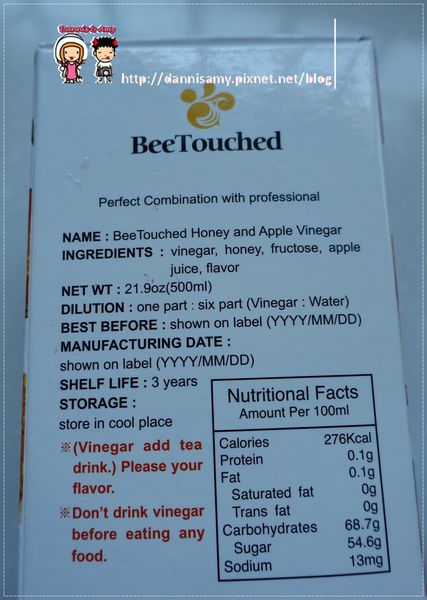 Dannis & Amy
http://dannisamy.pixnet.net/blog
BeeTouched
Perfect Combination with professional
NAME : BeeTouched Honey and Apple Vinegar
INGREDIENTS : vinegar, honey, fructose, apple
juice, flavor
NET WT : 21.9oz(500ml)
DILUTION : one part : six part (Vinegar : Water)
BEST BEFORE : shown on label (YYYY/MM/DD)
MANUFACTURING DATE :
shown on label (YYYY/MM/DD)
SHELF LIFE : 3 years
STORAGE :
store in cool place
※(Vinegar add tea
drink.) Please your
flavor.
※Don't drink vinegar
before eating any
food.
Nutritional Facts
Amount Per 100ml
Calories 276Kcal
Protein 0.1g
Fat 0.1g
Saturated fat 0g
Trans fat 0g
Carbohydrates 68.7g
Sugar 54.6g
Sodium 13mg